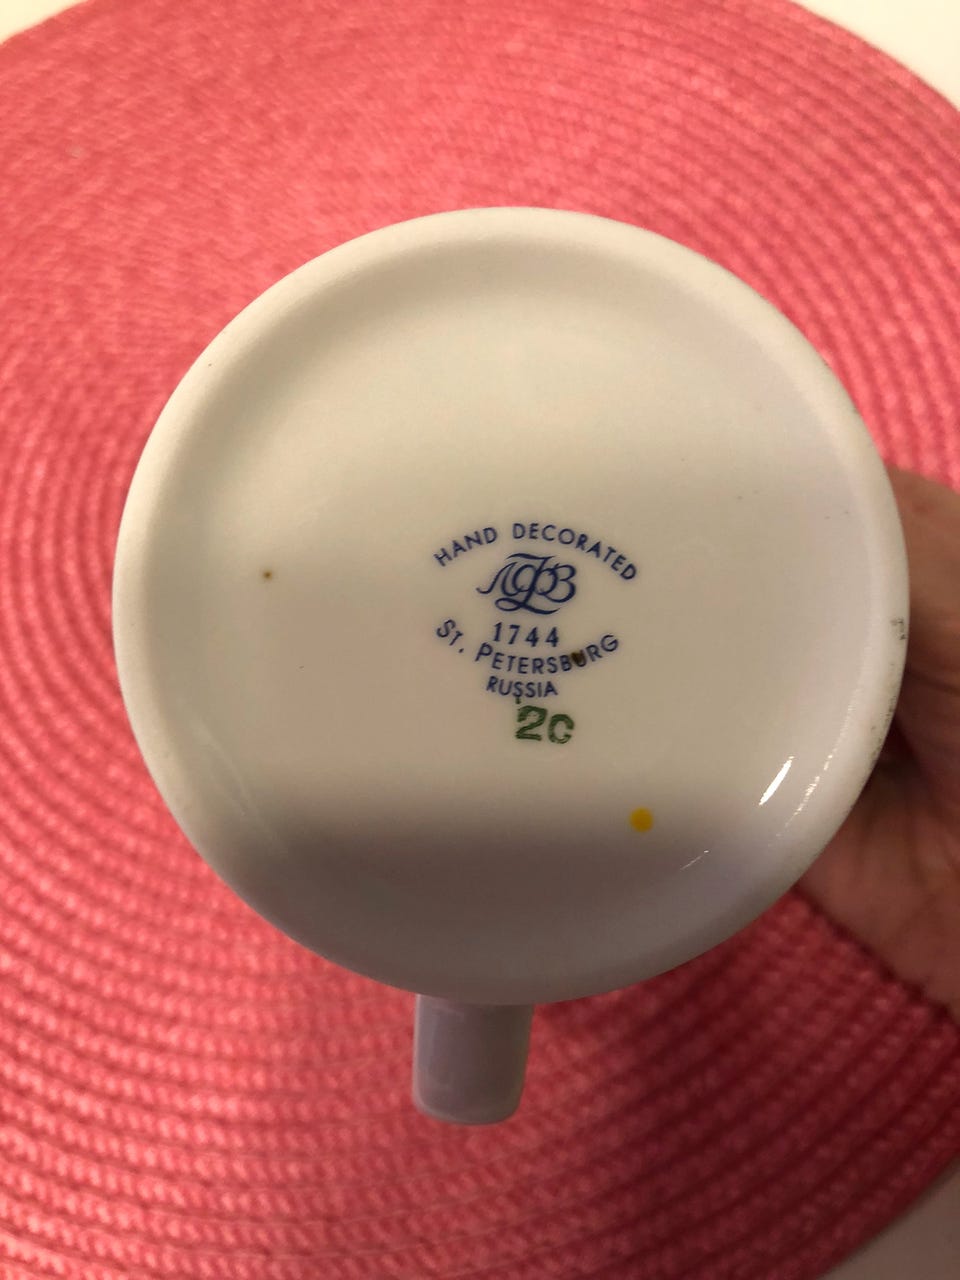 HAND DECORATED
ЛФЗ
1744
ST. PETERSBURG
RUSSIA
2C